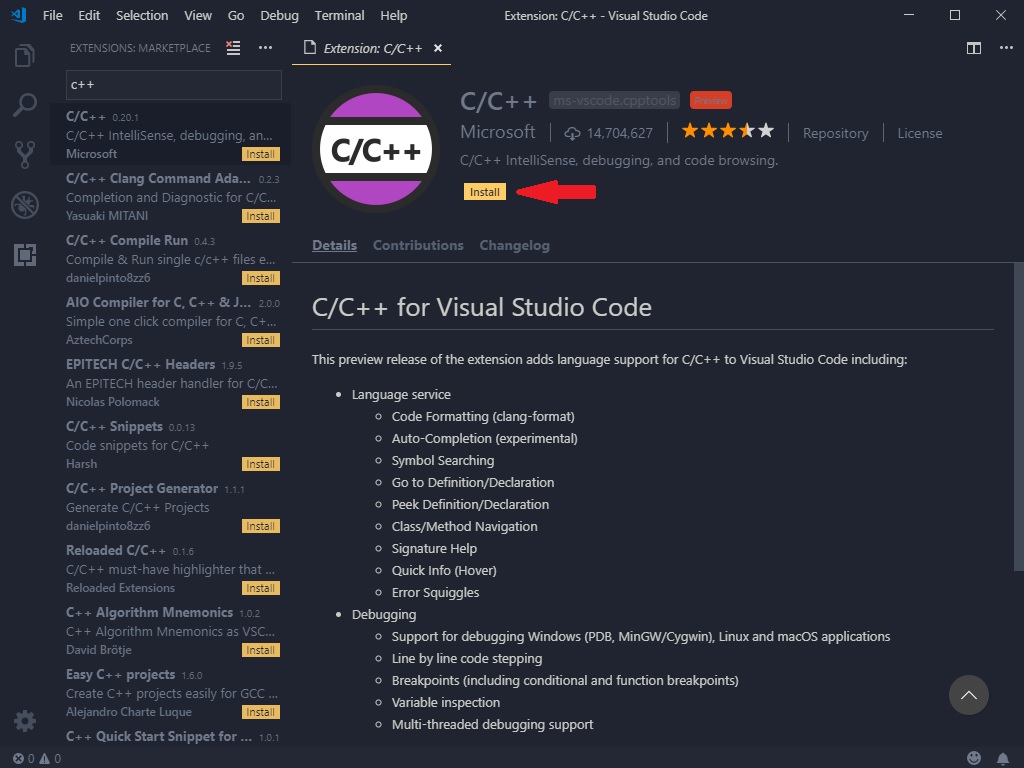 File Edit Selection View Go Debug Terminal Help
Extension: C/C++ - Visual Studio Code
EXTENSIONS: MARKETPLACE
c++
C/C++ 0.20.1
C/C++ IntelliSense, debugging, an...
Microsoft Install
C/C++ Clang Command Ada... 0.2.3
Completion and Diagnostic for C/C...
Yasuaki MITANI Install
C/C++ Compile Run 0.4.3
Compile & Run single c/c++ files e...
danielpinto8zz6 Install
AIO Compiler for C, C++ & J... 2.0.0
Simple one click compiler for C, C+...
AztechCorps Install
EPITECH C/C++ Headers 1.9.5
An EPITECH header handler for C/C...
Nicolas Polomack Install
C/C++ Snippets 0.0.13
Code snippets for C/C++
Harsh Install
C/C++ Project Generator 1.1.1
Generate C/C++ Projects
danielpinto8zz6 Install
Reloaded C/C++ 0.1.6
C/C++ must-have highlighter that ...
Reloaded Extensions Install
C++ Algorithm Mnemonics 1.0.2
C++ Algorithm Mnemonics as VSC...
David Brötje Install
Easy C++ projects 1.6.0
Create C++ projects easily for GCC ...
Alejandro Charte Luque Install
C++ Quick Start Snippet for ... 1.0.1
Extension: C/C++
C/C++
C/C++ ms-vscode.cpptools Preview
Microsoft 14,704,627 Repository License
C/C++ IntelliSense, debugging, and code browsing.
Install
Details Contributions Changelog
C/C++ for Visual Studio Code
This preview release of the extension adds language support for C/C++ to Visual Studio Code including:
Language service
Code Formatting (clang-format)
Auto-Completion (experimental)
Symbol Searching
Go to Definition/Declaration
Peek Definition/Declaration
Class/Method Navigation
Signature Help
Quick Info (Hover)
Error Squiggles
Debugging
Support for debugging Windows (PDB, MinGW/Cygwin), Linux and macOS applications
Line by line code stepping
Breakpoints (including conditional and function breakpoints)
Variable inspection
Multi-threaded debugging support
0 0